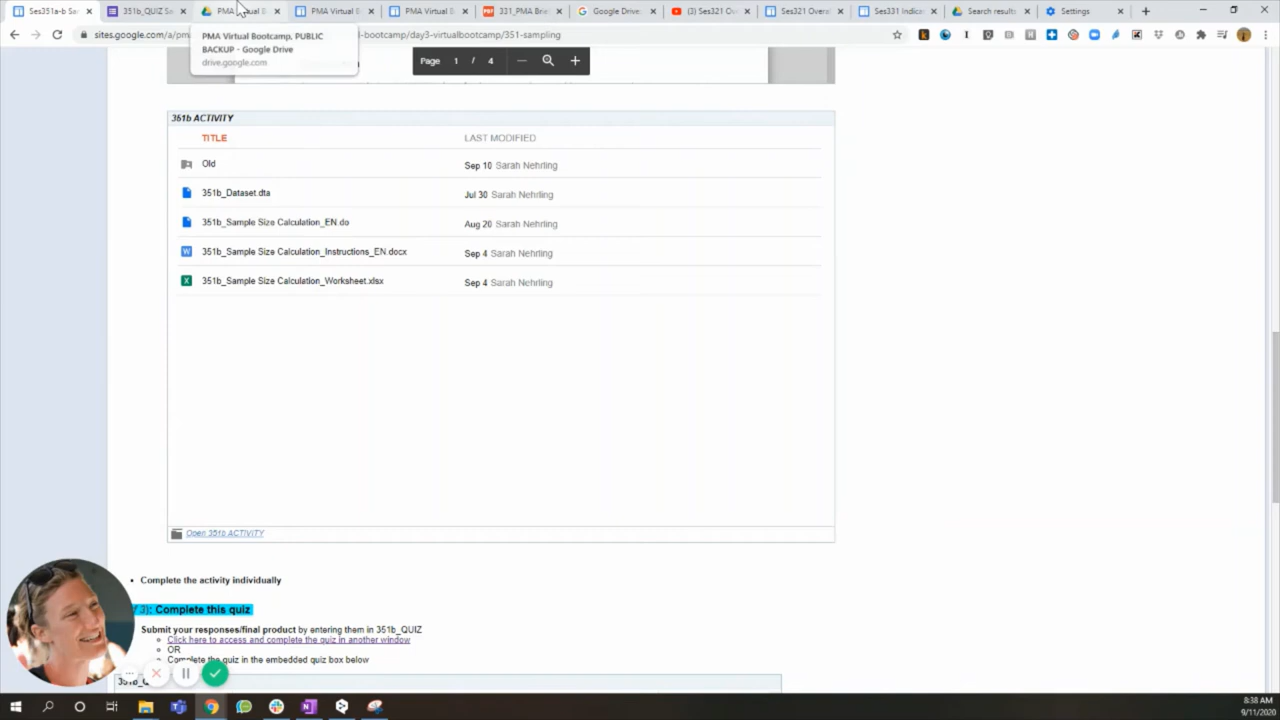 Ses351a-b Sa
351b_QUIZ Sa
PMA Virtual B
PMA Virtual B
PMA Virtual B
331_PMA Brie
Google Drive:
(3) Ses321 Ov
Ses321 Overal
Ses331 Indica
Search results
Settings
sites.google.com/a/pm
l-bootcamp/day3-virtualbootcamp/351-sampling
PMA Virtual Bootcamp, PUBLIC
BACKUP - Google Drive
drive.google.com
Page 1 / 4
351b ACTIVITY
TITLE
LAST MODIFIED
Old
Sep 10 Sarah Nehrling
351b_Dataset.dta
Jul 30 Sarah Nehrling
351b_Sample Size Calculation_EN.do
Aug 20 Sarah Nehrling
351b_Sample Size Calculation_Instructions_EN.docx
Sep 4 Sarah Nehrling
351b_Sample Size Calculation_Worksheet.xlsx
Sep 4 Sarah Nehrling
Open 351b ACTIVITY
Complete the activity individually
f 3): Complete this quiz
Submit your responses/final product by entering them in 351b_QUIZ
Click here to access and complete the quiz in another window
OR
Complete the quiz in the embedded quiz box below
351b_Q
8:38 AM
9/11/2020